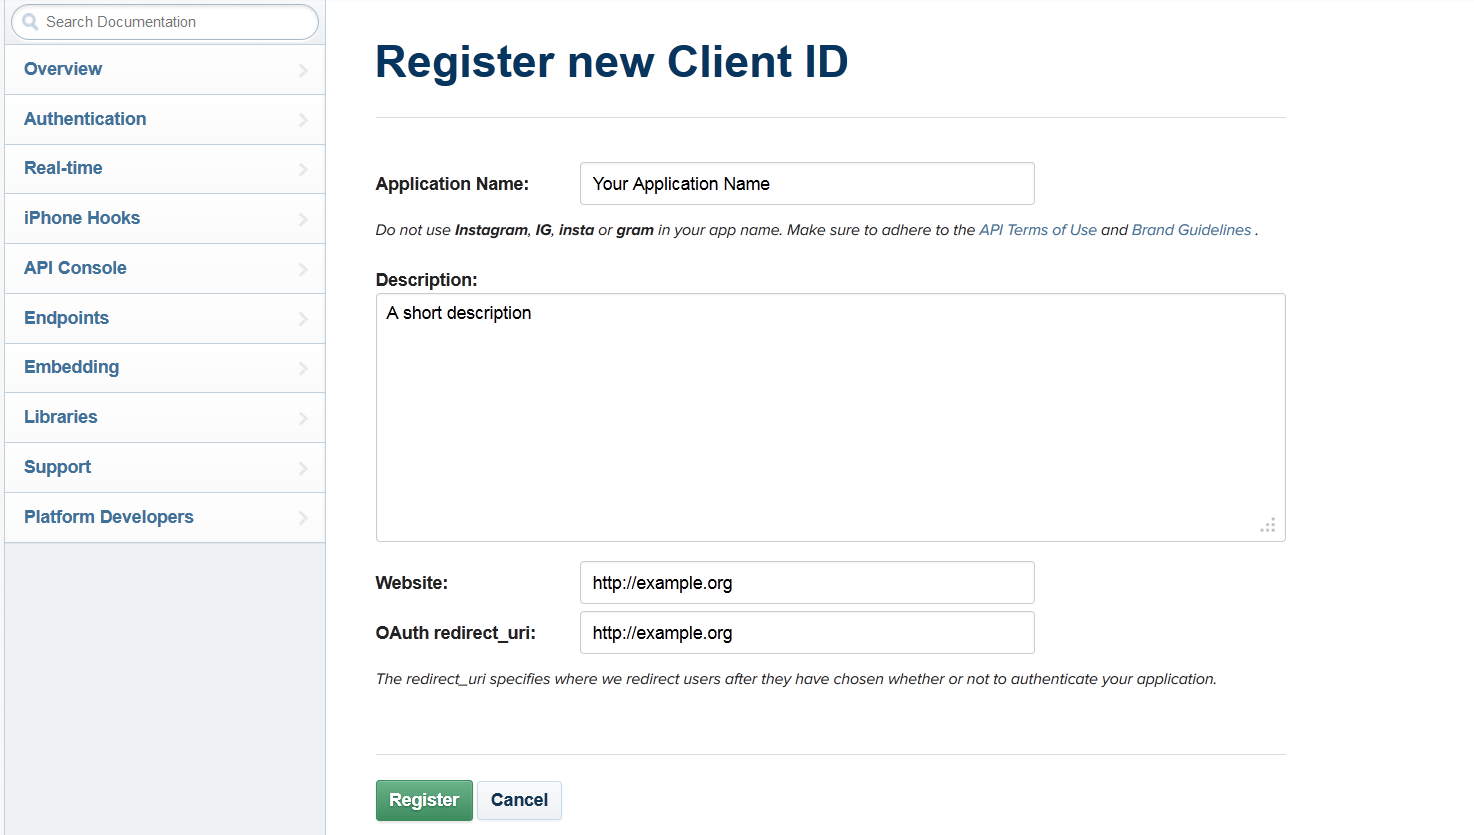 Search Documentation
Overview
Authentication
Real-time
iPhone Hooks
API Console
Endpoints
Embedding
Libraries
Support
Platform Developers
Register new Client ID
Application Name: Your Application Name
Do not use Instagram, IG, insta or gram in your app name. Make sure to adhere to the API Terms of Use and Brand Guidelines .
Description:
A short description
Website: http://example.org
OAuth redirect_uri: http://example.org
The redirect_uri specifies where we redirect users after they have chosen whether or not to authenticate your application.
Register Cancel